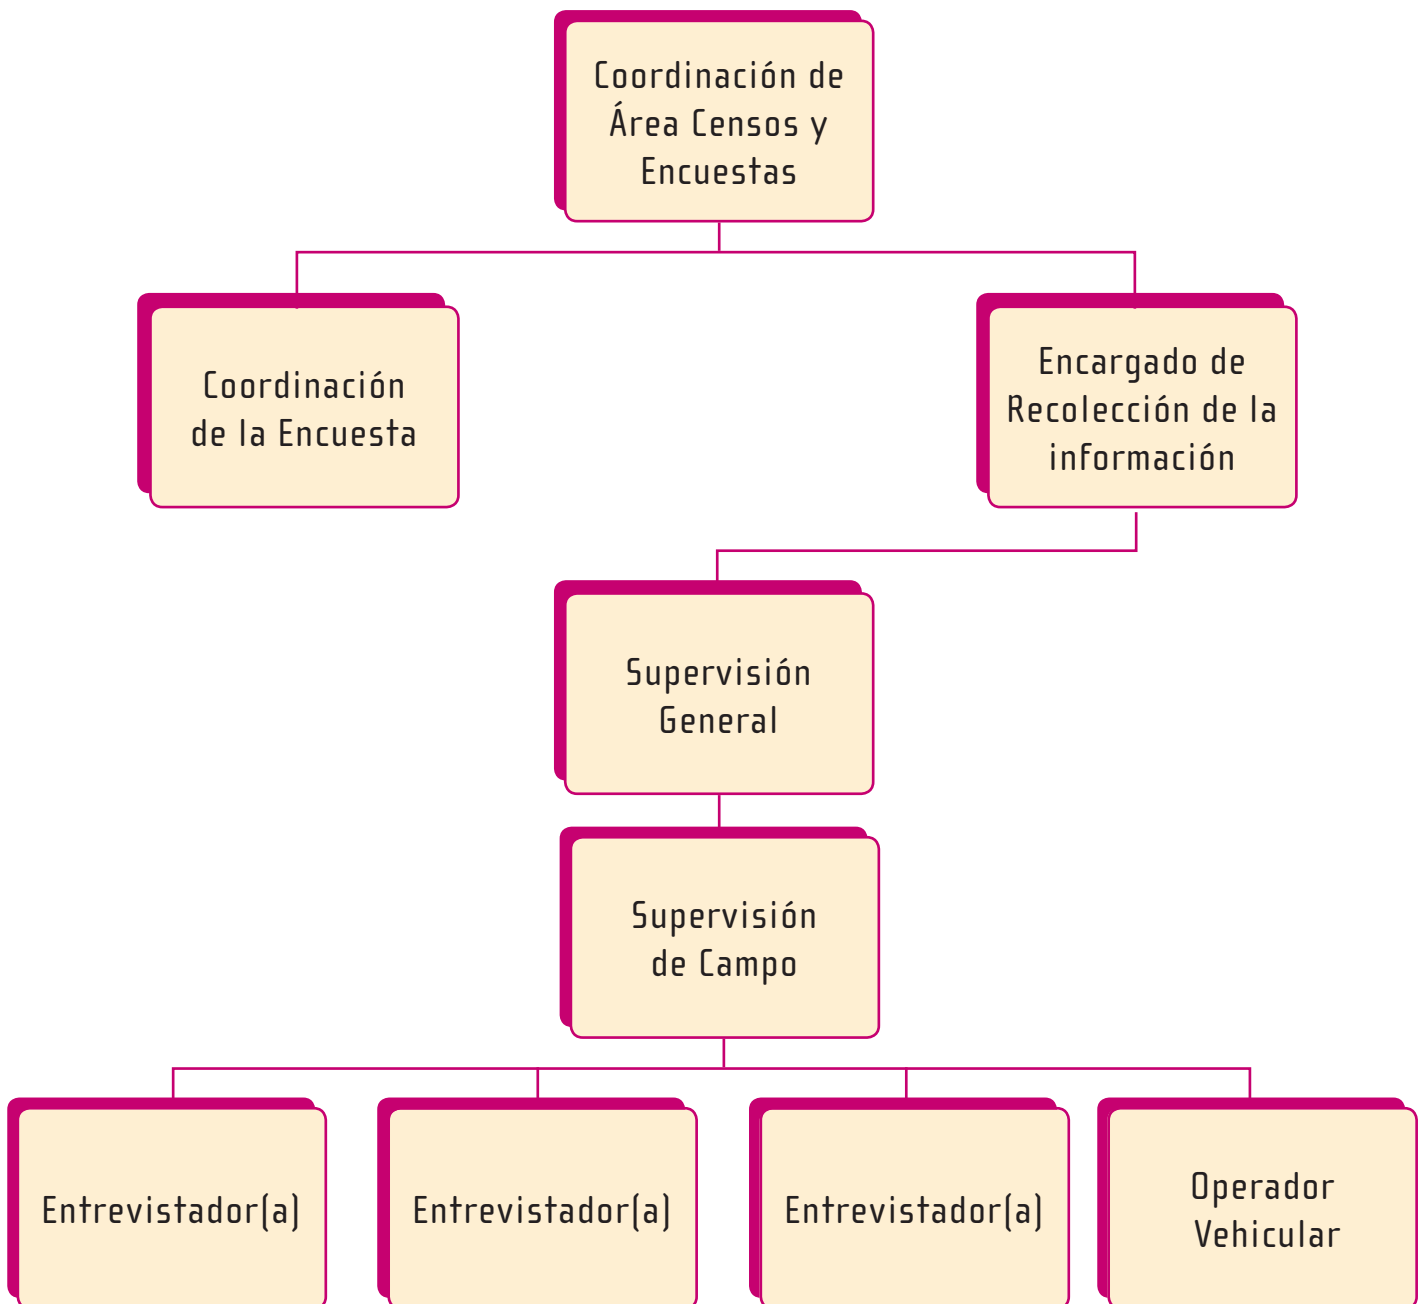 Coordinación de
Área Censos y
Encuestas
Coordinación
de la Encuesta
Encargado de
Recolección de la
información
Supervisión
General
Supervisión
de Campo
Entrevistador(a)
Entrevistador(a)
Entrevistador(a)
Operador
Vehicular